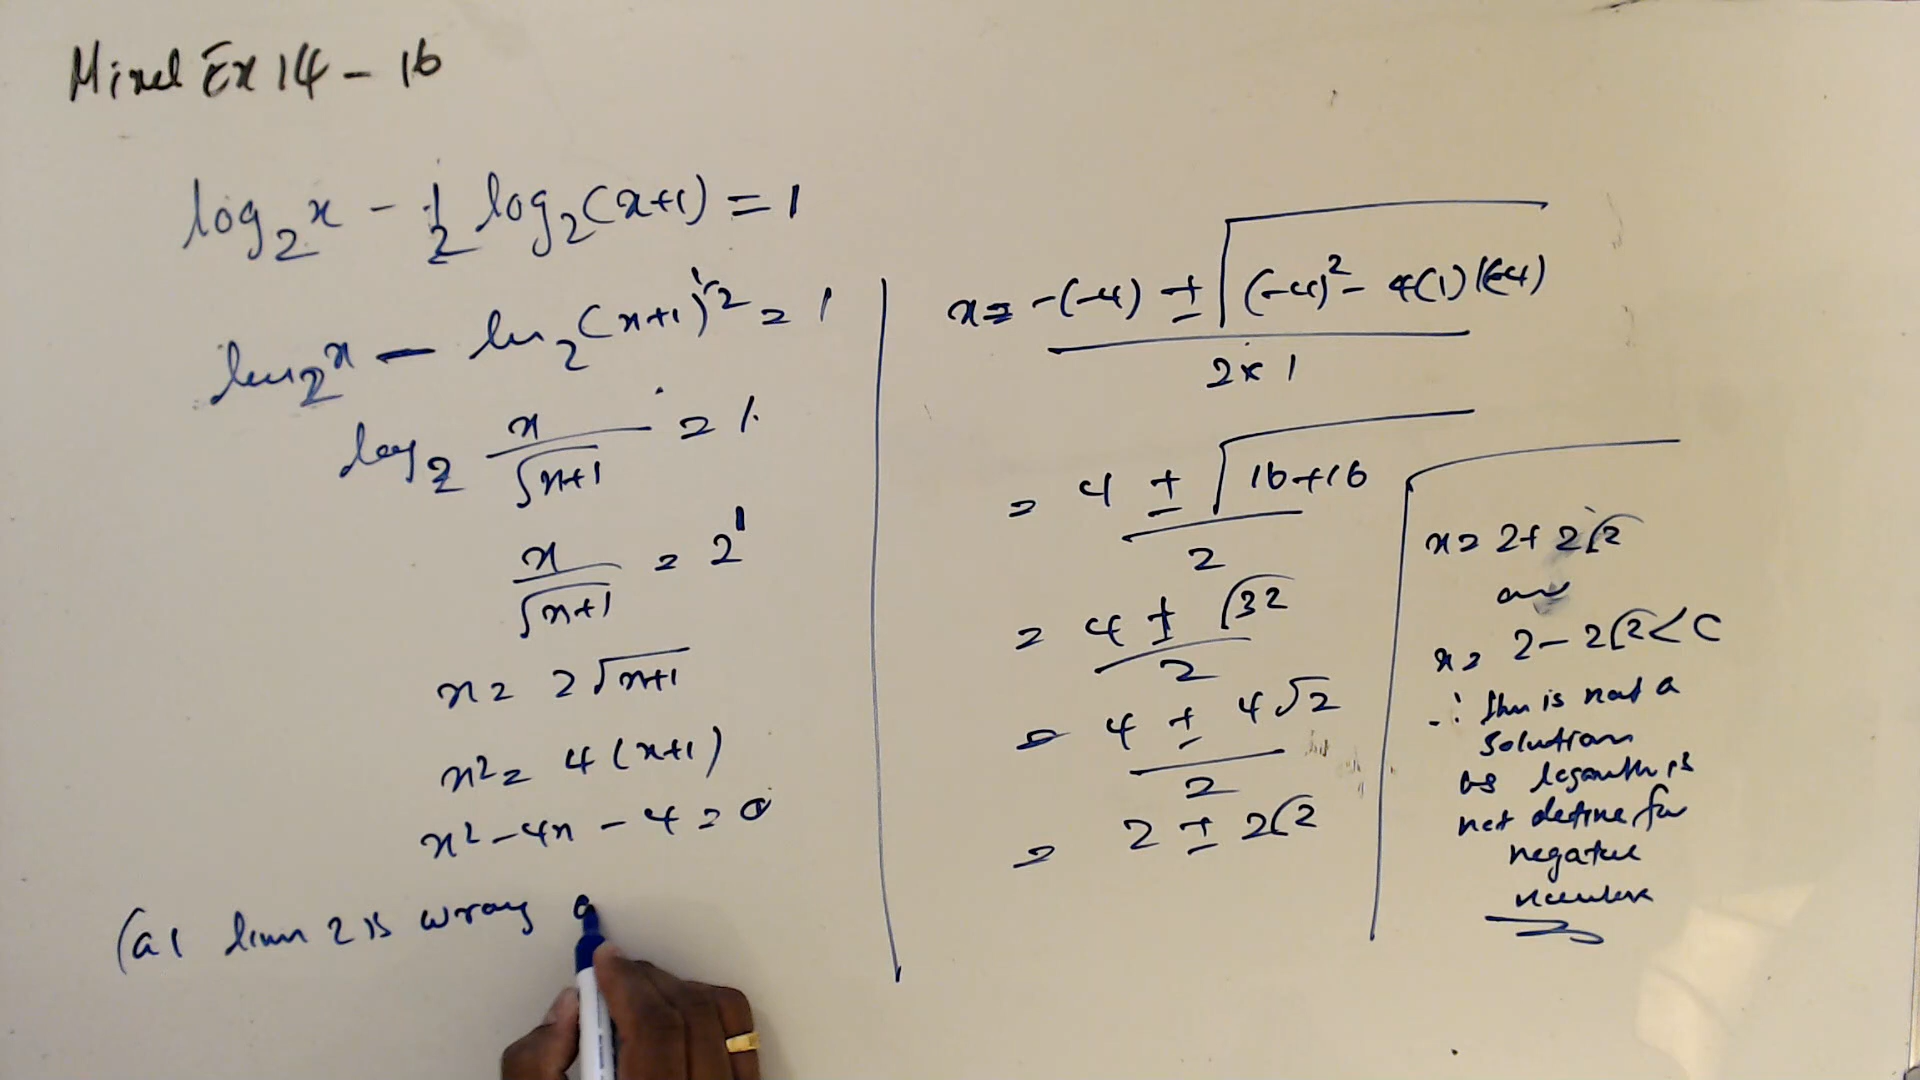 Mixed Ex 14 - 16
log₂x - 1/2 log₂(x+1) = 1
log₂x - log₂(x+1)^1/2 = 1
log₂ x/√(x+1) = 1
x/√(x+1) = 2¹
x = 2√(x+1)
x² = 4(x+1)
x² - 4x - 4 = 0
(a( line 2 is wrong a
x = (-(-4) ± √((-4)² - 4(1)(-4)))/(2×1)
= (4 ± √(16+16))/2
= (4 ± √32)/2
= (4 ± 4√2)/2
= 2 ± 2√2
x = 2 + 2√2
or
x = 2 - 2√2 < 0
∴ this is not a
solution
as logarithm is
not define for
negative
numbers